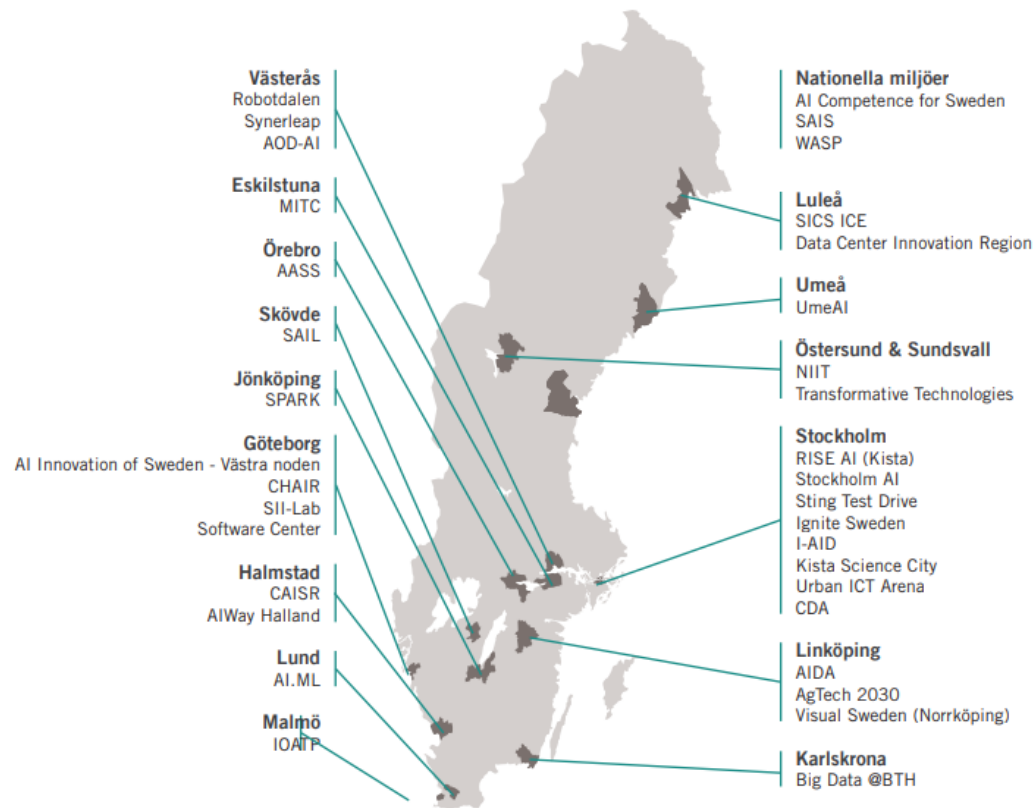 Västerås
Robotdalen
Synerleap
AOD-AI
Eskilstuna
MITC
Örebro
AASS
Skövde
SAIL
Jönköping
SPARK
Göteborg
AI Innovation of Sweden - Västra noden
CHAIR
SII-Lab
Software Center
Halmstad
CAISR
AIWay Halland
Lund
AI.ML
Malmö
IOATP
Nationella miljöer
AI Competence for Sweden
SAIS
WASP
Luleå
SICS ICE
Data Center Innovation Region
Umeå
UmeAI
Östersund & Sundsvall
NIIT
Transformative Technologies
Stockholm
RISE AI (Kista)
Stockholm AI
Sting Test Drive
Ignite Sweden
I-AID
Kista Science City
Urban ICT Arena
CDA
Linköping
AIDA
AgTech 2030
Visual Sweden (Norrköping)
Karlskrona
Big Data @BTH